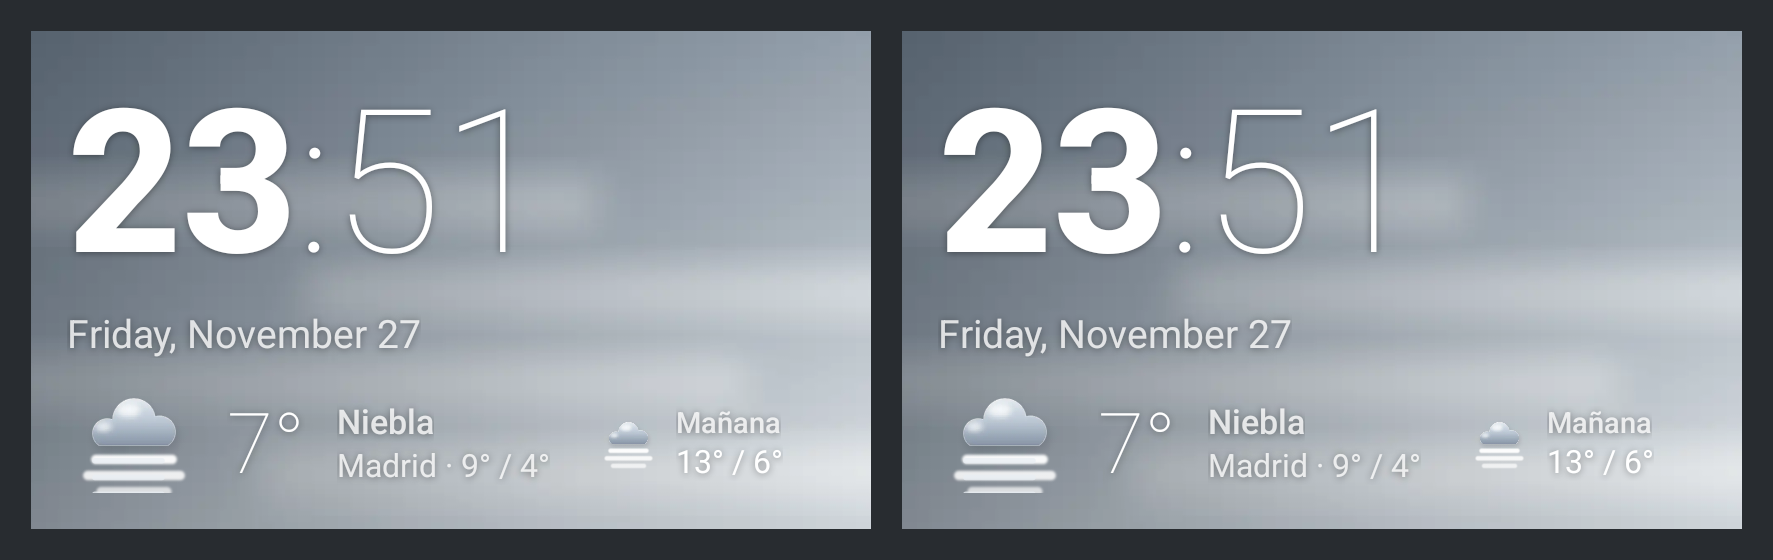 23:51
Friday, November 27
7°
Niebla
Madrid · 9° / 4°
Mañana
13° / 6°
23:51
Friday, November 27
7°
Niebla
Madrid · 9° / 4°
Mañana
13° / 6°